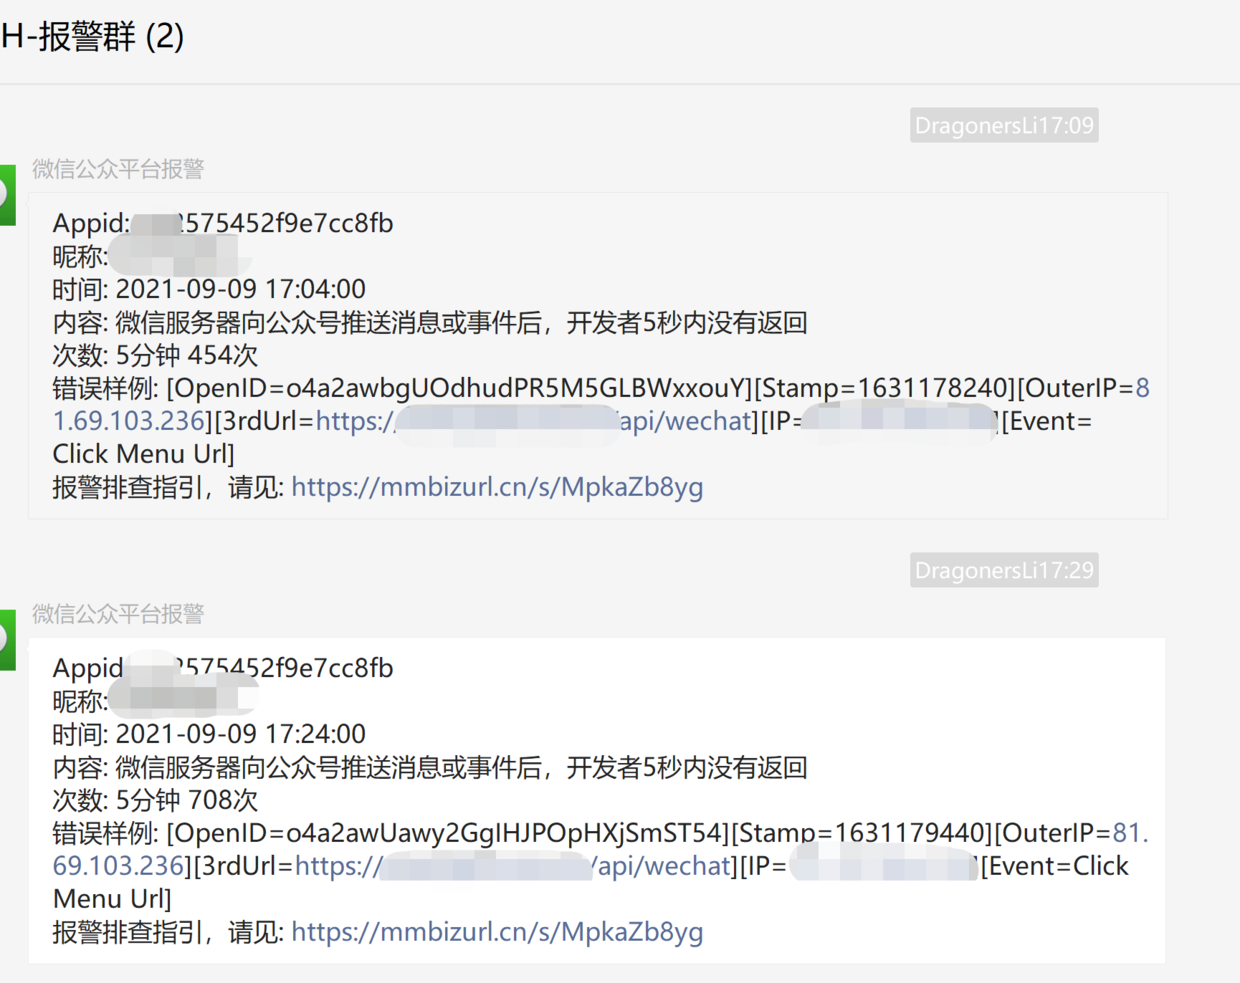 H-报警群 (2)
DragonersLi17:09
微信公众平台报警
Appid: 2575452f9e7cc8fb
昵称:
时间: 2021-09-09 17:04:00
内容: 微信服务器向公众号推送消息或事件后，开发者5秒内没有返回
次数: 5分钟 454次
错误样例: [OpenID=o4a2awbgUOdhudPR5M5GLBWxxouY][Stamp=1631178240][OuterIP=8
1.69.103.236][3rdUrl=https:/ api/wechat][IP= ][Event=
Click Menu Url]
报警排查指引，请见: https://mmbizurl.cn/s/MpkaZb8yg
DragonersLi17:29
微信公众平台报警
Appid 2575452f9e7cc8fb
昵称:
时间: 2021-09-09 17:24:00
内容: 微信服务器向公众号推送消息或事件后，开发者5秒内没有返回
次数: 5分钟 708次
错误样例: [OpenID=o4a2awUawy2GgIHJPOpHXjSmST54][Stamp=1631179440][OuterIP=81.
69.103.236][3rdUrl=https:// /api/wechat][IP= ][Event=Click
Menu Url]
报警排查指引，请见: https://mmbizurl.cn/s/MpkaZb8yg